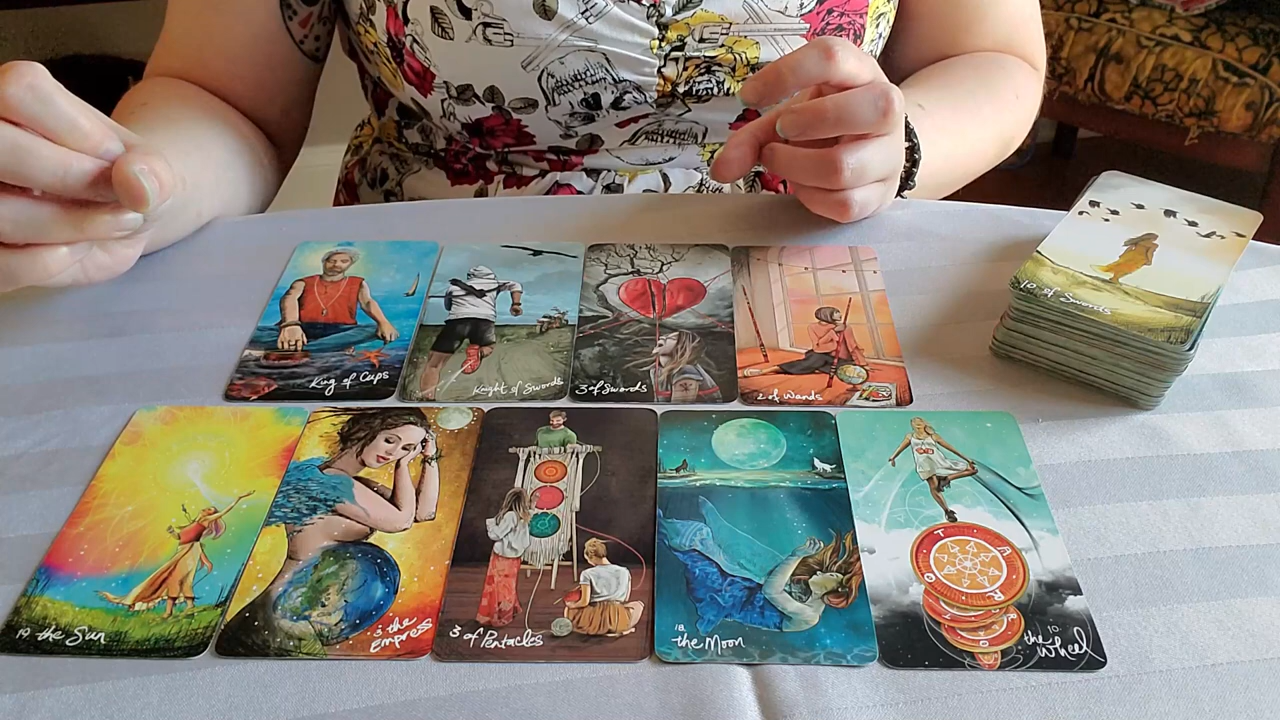 King of Cups
Knight of Swords
3 of Swords
2 of Wands
10 of Swords
19 the Sun
3 the
Empress
3 of Pentacles
18
the Moon
TARO
10
the
Wheel